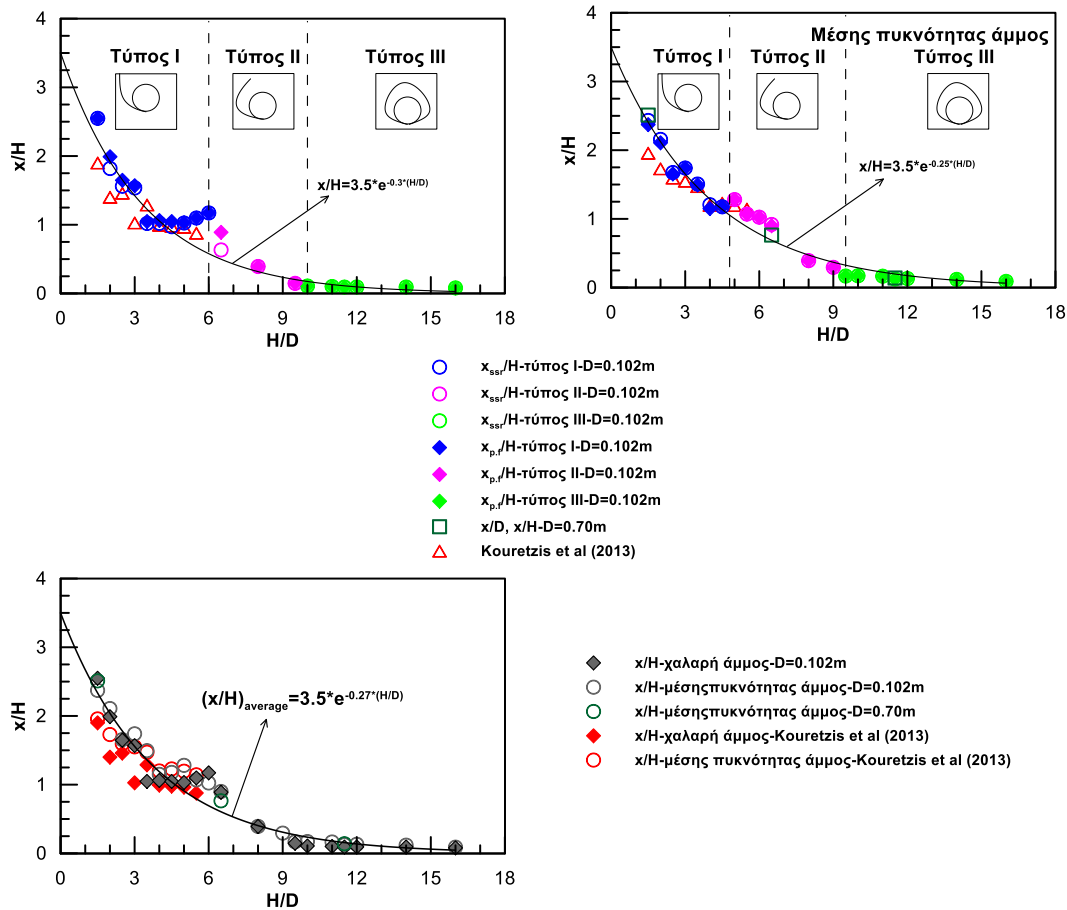 4
3
2
1
0
x/H
Τύπος I
Τύπος II
Τύπος III
x/H=3.5*e^-0.3*(H/D)
0 3 6 9 12 15 18
H/D
4
3
2
1
0
x/H
Μέσης πυκνότητας άμμος
Τύπος I
Τύπος II
Τύπος III
x/H=3.5*e^-0.25*(H/D)
0 3 6 9 12 15 18
H/D
x_ssr/H-τύπος I-D=0.102m
x_ssr/H-τύπος II-D=0.102m
x_ssr/H-τύπος III-D=0.102m
x_p.f/H-τύπος I-D=0.102m
x_p.f/H-τύπος II-D=0.102m
x_p.f/H-τύπος III-D=0.102m
x/D, x/H-D=0.70m
Kouretzis et al (2013)
4
3
2
1
0
x/H
(x/H)_average=3.5*e^-0.27*(H/D)
0 3 6 9 12 15 18
H/D
x/H-χαλαρή άμμος-D=0.102m
x/H-μέσηςπυκνότητας άμμος-D=0.102m
x/H-μέσηςπυκνότητας άμμος-D=0.70m
x/H-χαλαρή άμμος-Kouretzis et al (2013)
x/H-μέσης πυκνότητας άμμος-Kouretzis et al (2013)